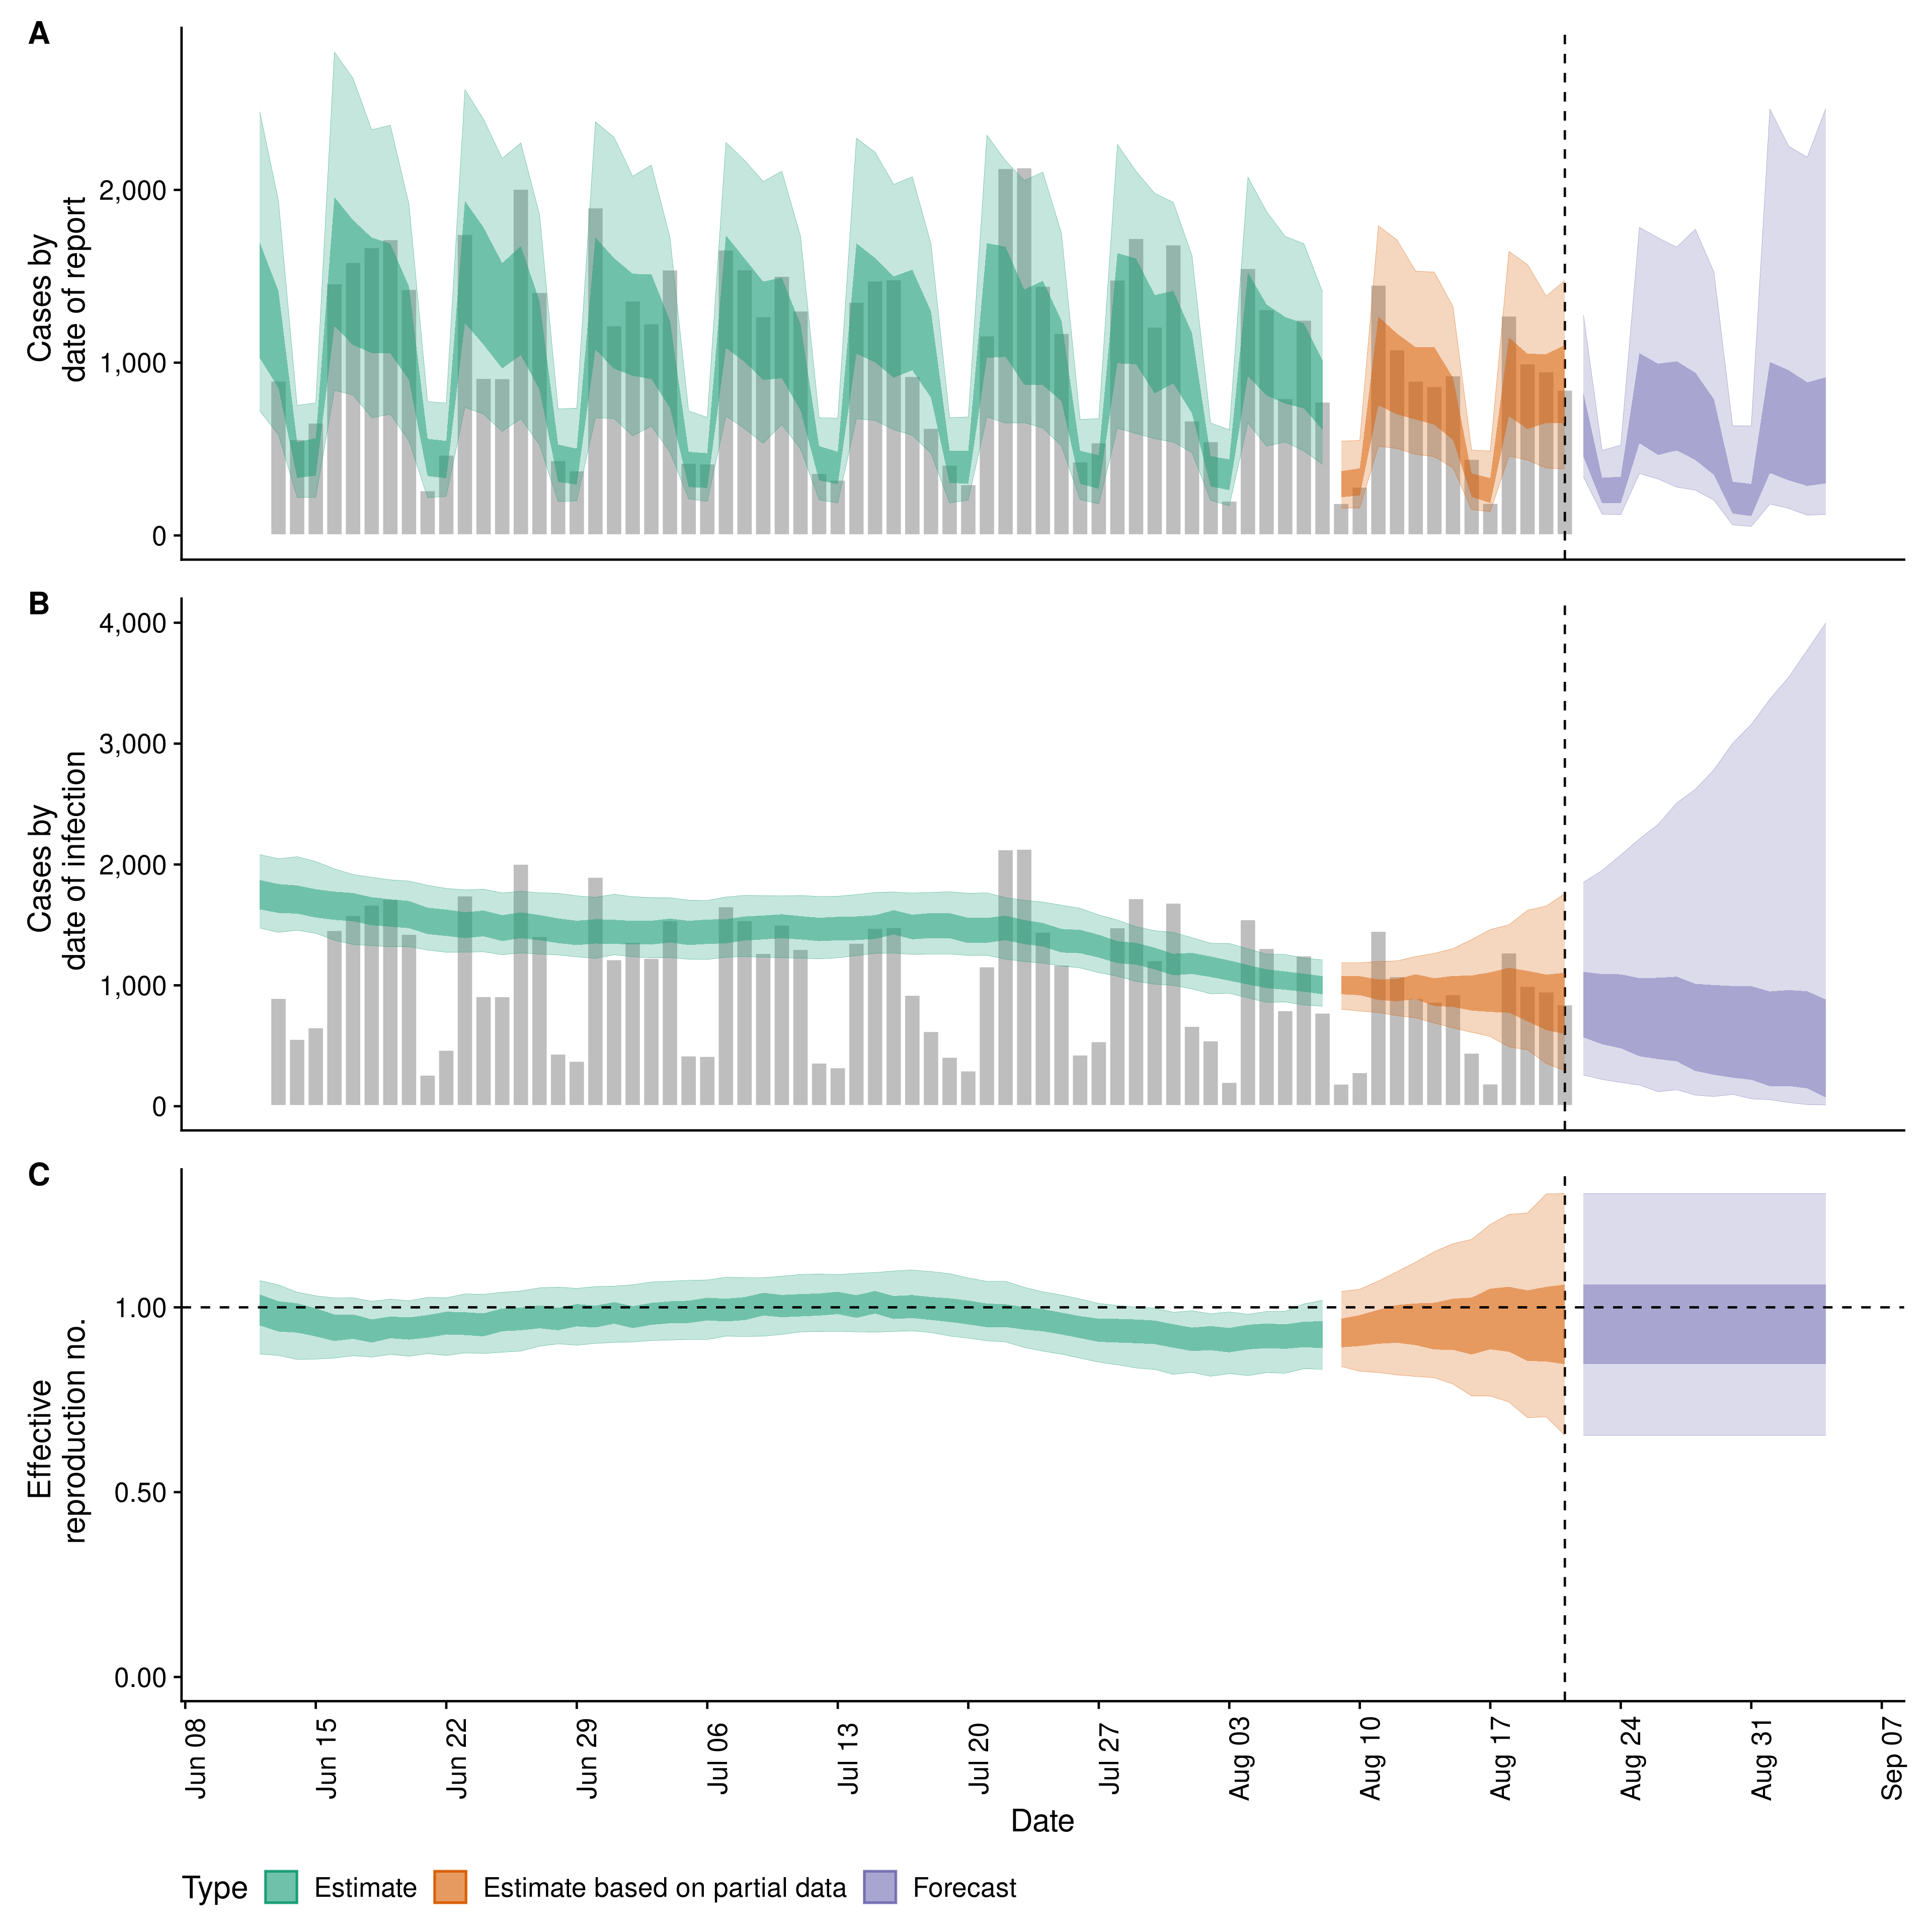 A
Cases by
date of report
2,000
1,000
0
B
Cases by
date of infection
4,000
3,000
2,000
1,000
0
C
Effective
reproduction no.
1.00
0.50
0.00
Jun 08
Jun 15
Jun 22
Jun 29
Jul 06
Jul 13
Jul 20
Jul 27
Aug 03
Aug 10
Aug 17
Aug 24
Aug 31
Sep 07
Date
Type Estimate Estimate based on partial data Forecast